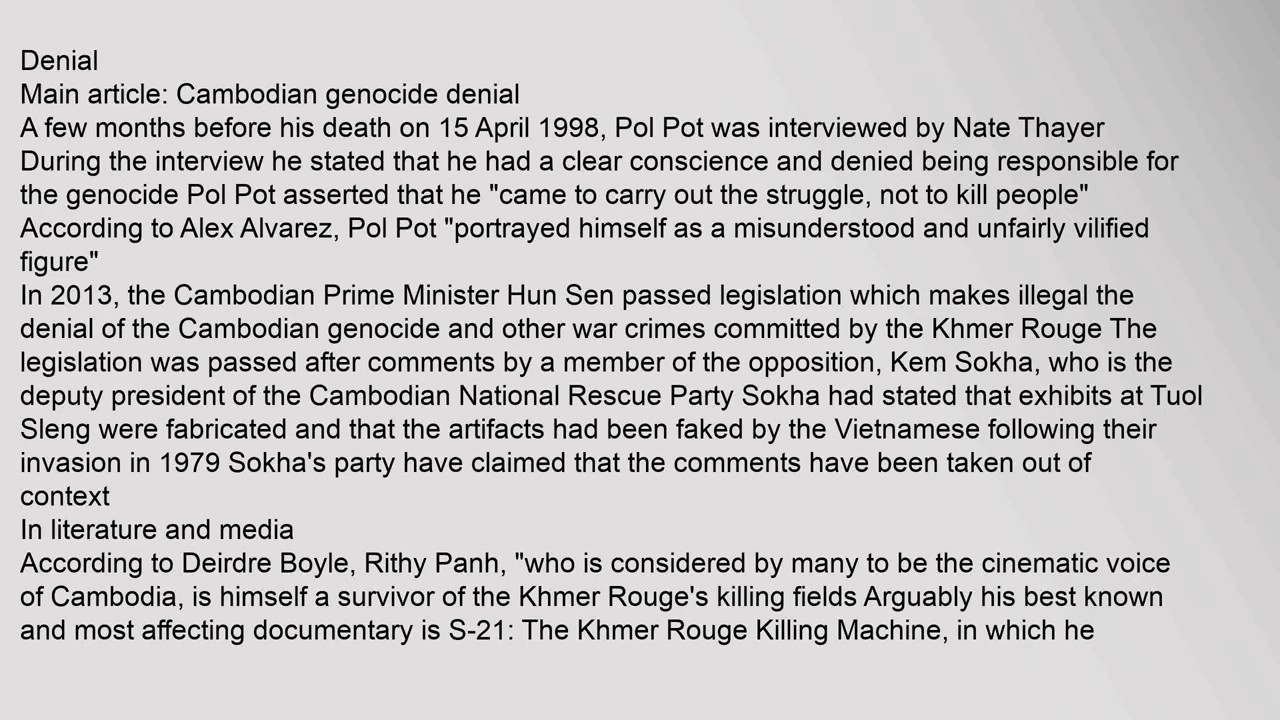 Denial
Main article: Cambodian genocide denial
A few months before his death on 15 April 1998, Pol Pot was interviewed by Nate Thayer
During the interview he stated that he had a clear conscience and denied being responsible for
the genocide Pol Pot asserted that he "came to carry out the struggle, not to kill people"
According to Alex Alvarez, Pol Pot "portrayed himself as a misunderstood and unfairly vilified
figure"
In 2013, the Cambodian Prime Minister Hun Sen passed legislation which makes illegal the
denial of the Cambodian genocide and other war crimes committed by the Khmer Rouge The
legislation was passed after comments by a member of the opposition, Kem Sokha, who is the
deputy president of the Cambodian National Rescue Party Sokha had stated that exhibits at Tuol
Sleng were fabricated and that the artifacts had been faked by the Vietnamese following their
invasion in 1979 Sokha's party have claimed that the comments have been taken out of
context
In literature and media
According to Deirdre Boyle, Rithy Panh, "who is considered by many to be the cinematic voice
of Cambodia, is himself a survivor of the Khmer Rouge's killing fields Arguably his best known
and most affecting documentary is S-21: The Khmer Rouge Killing Machine, in which he